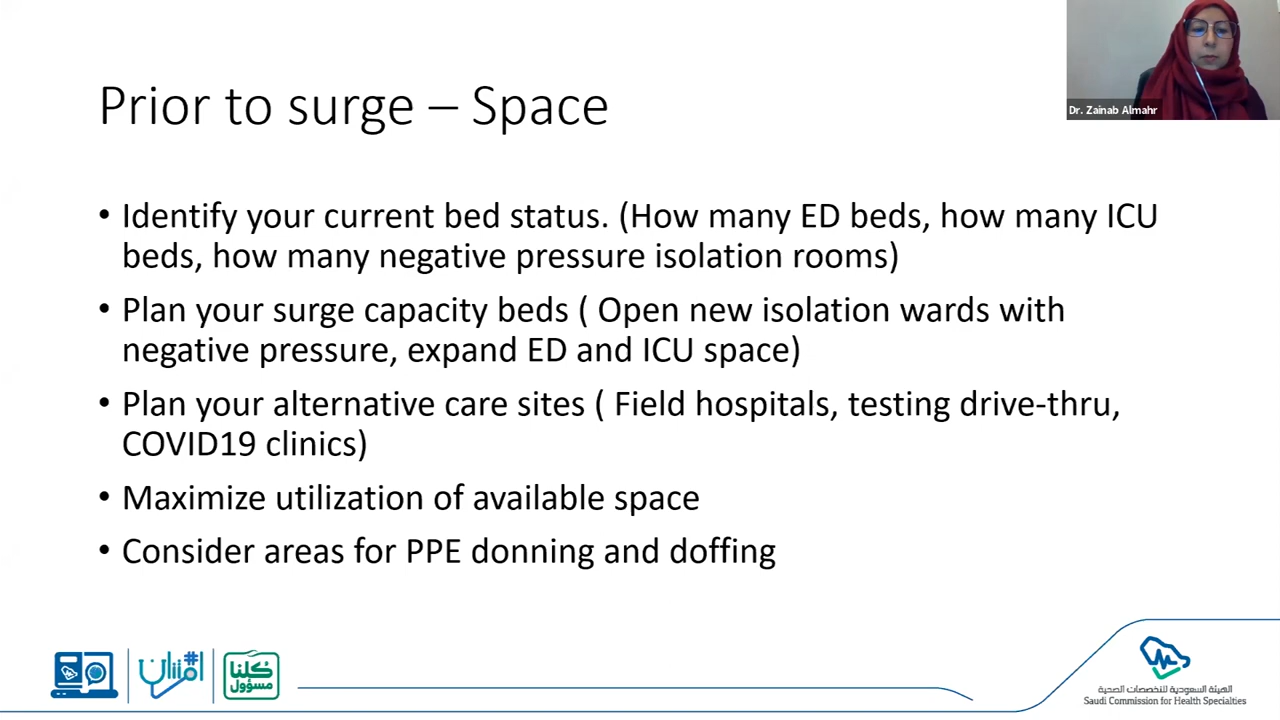 Prior to surge – Space
Dr. Zainab Almahr
• Identify your current bed status. (How many ED beds, how many ICU
beds, how many negative pressure isolation rooms)
• Plan your surge capacity beds ( Open new isolation wards with
negative pressure, expand ED and ICU space)
• Plan your alternative care sites ( Field hospitals, testing drive-thru,
COVID19 clinics)
• Maximize utilization of available space
• Consider areas for PPE donning and doffing
كلنا
مسؤول
الهيئة السعودية للتخصصات الصحية
Saudi Commission for Health Specialties